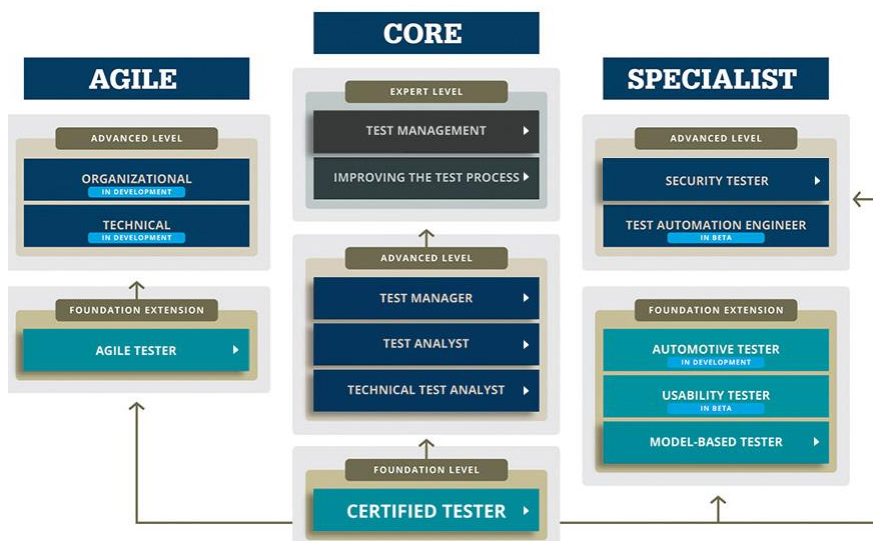 AGILE
ADVANCED LEVEL
ORGANIZATIONAL
IN DEVELOPMENT
TECHNICAL
IN DEVELOPMENT
FOUNDATION EXTENSION
AGILE TESTER
CORE
EXPERT LEVEL
TEST MANAGEMENT
IMPROVING THE TEST PROCESS
ADVANCED LEVEL
TEST MANAGER
TEST ANALYST
TECHNICAL TEST ANALYST
FOUNDATION LEVEL
CERTIFIED TESTER
SPECIALIST
ADVANCED LEVEL
SECURITY TESTER
TEST AUTOMATION ENGINEER
IN BETA
FOUNDATION EXTENSION
AUTOMOTIVE TESTER
IN DEVELOPMENT
USABILITY TESTER
IN BETA
MODEL-BASED TESTER